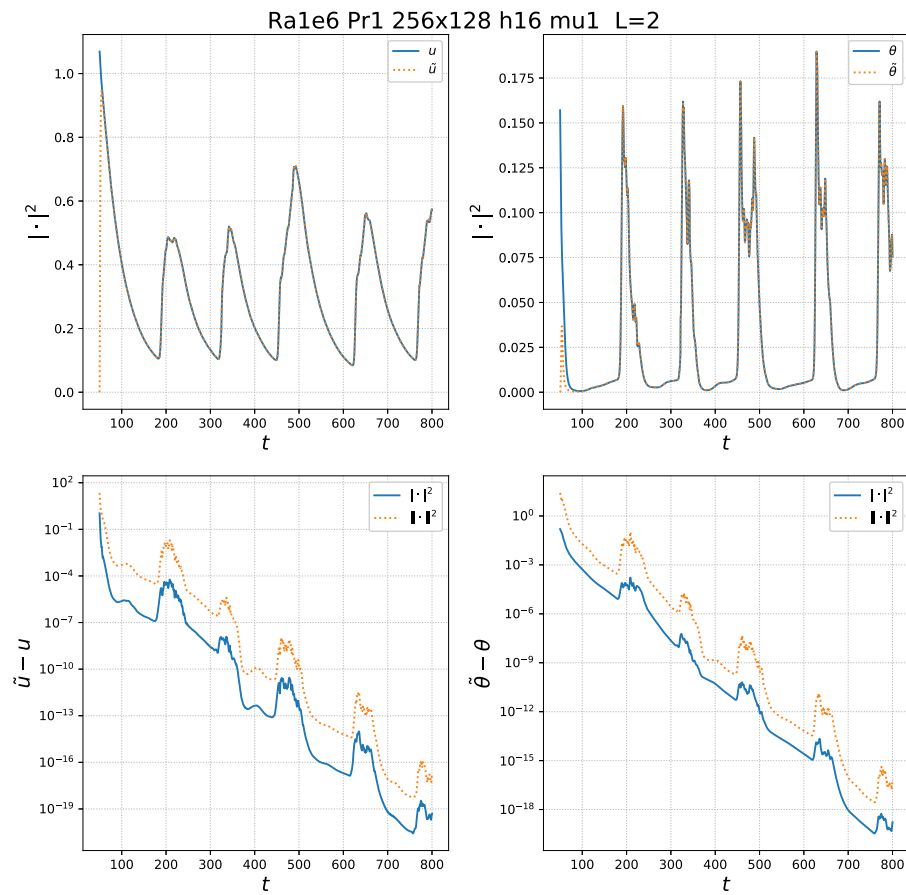 Ra1e6 Pr1 256x128 h16 mu1  L=2
u
ũ
1.0
0.8
0.6
0.4
0.2
0.0
|·|²
100 200 300 400 500 600 700 800
t
θ
θ̃
0.175
0.150
0.125
0.100
0.075
0.050
0.025
0.000
|·|²
100 200 300 400 500 600 700 800
t
|·|²
‖·‖²
10²
10⁻¹
10⁻⁴
10⁻⁷
10⁻¹⁰
10⁻¹³
10⁻¹⁶
10⁻¹⁹
ũ − u
100 200 300 400 500 600 700 800
t
|·|²
‖·‖²
10⁰
10⁻³
10⁻⁶
10⁻⁹
10⁻¹²
10⁻¹⁵
10⁻¹⁸
θ̃ − θ
100 200 300 400 500 600 700 800
t